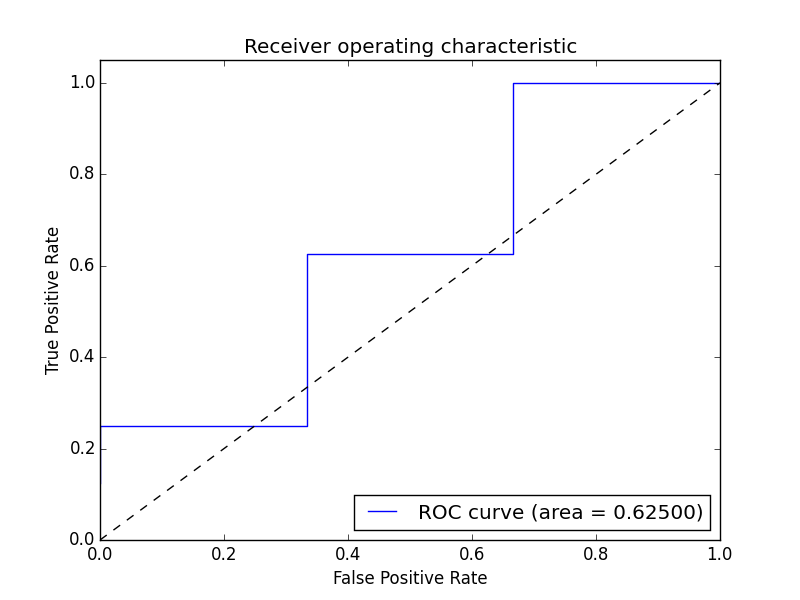 Receiver operating characteristic
1.0
0.8
0.6
0.4
0.2
0.0
True Positive Rate
ROC curve (area = 0.62500)
0.0 0.2 0.4 0.6 0.8 1.0
False Positive Rate